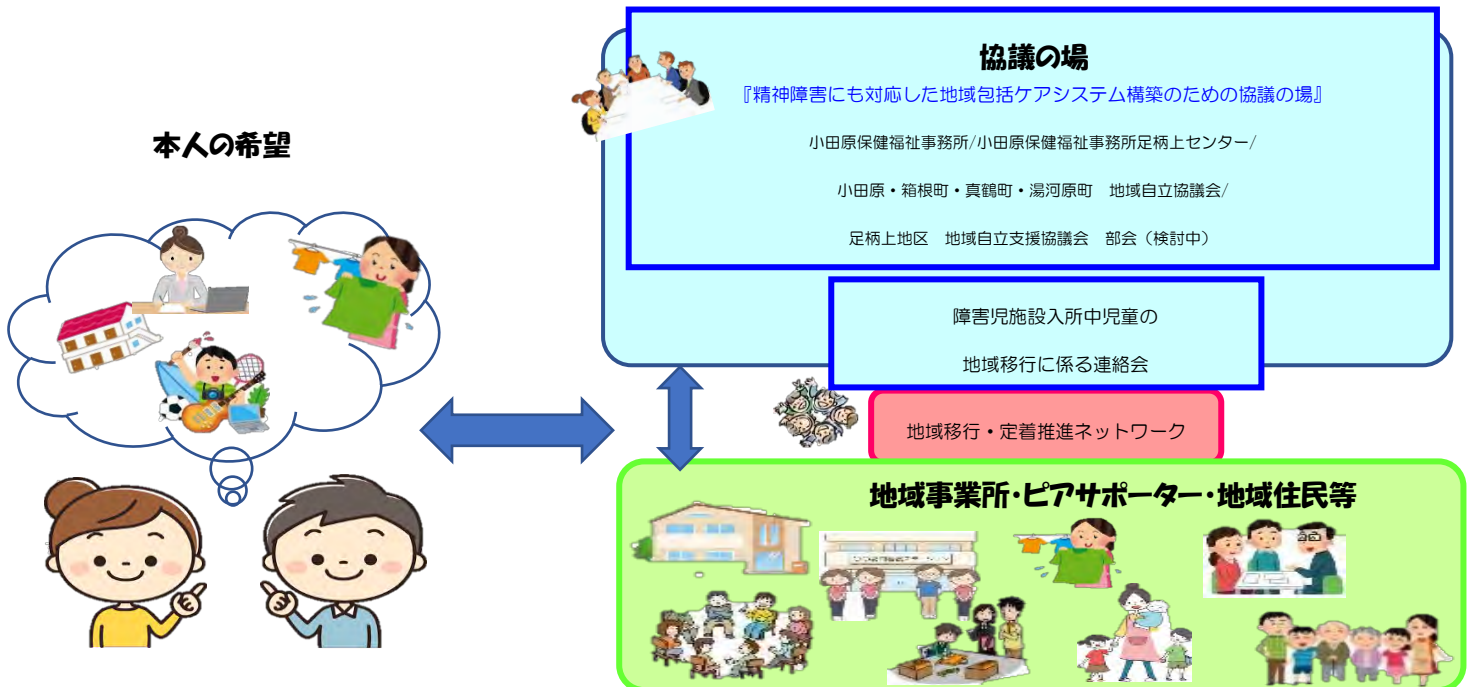 協議の場
『精神障害にも対応した地域包括ケアシステム構築のための協議の場』
小田原保健福祉事務所/小田原保健福祉事務所足柄上センター/
小田原・箱根町・真鶴町・湯河原町　地域自立協議会/
足柄上地区　地域自立支援協議会　部会（検討中）
本人の希望
障害児施設入所中児童の
地域移行に係る連絡会
地域移行・定着推進ネットワーク
地域事業所・ピアサポーター・地域住民等